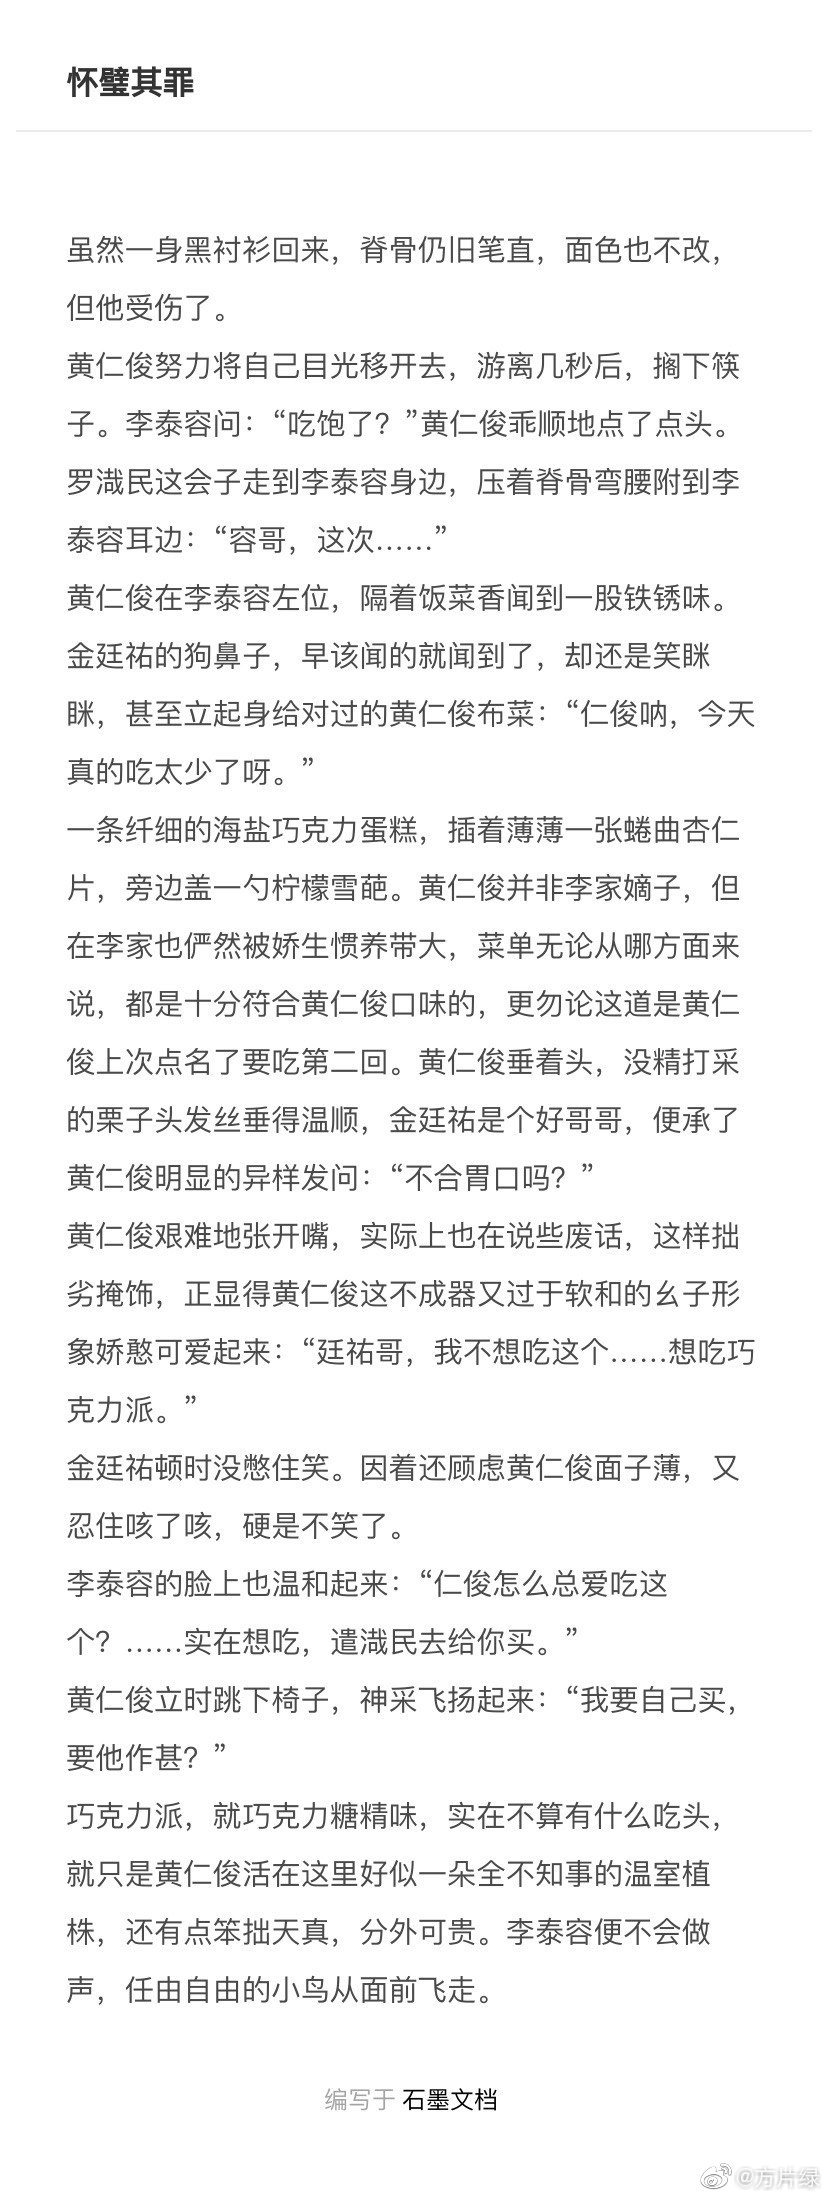 怀璧其罪
虽然一身黑衬衫回来，脊骨仍旧笔直，面色也不改，
但他受伤了。
黄仁俊努力将自己目光移开去，游离几秒后，搁下筷
子。李泰容问：“吃饱了？”黄仁俊乖顺地点了点头。
罗渽民这会子走到李泰容身边，压着脊骨弯腰附到李
泰容耳边：“容哥，这次……”
黄仁俊在李泰容左位，隔着饭菜香闻到一股铁锈味。
金廷祐的狗鼻子，早该闻的就闻到了，却还是笑眯
眯，甚至立起身给对过的黄仁俊布菜：“仁俊呐，今天
真的吃太少了呀。”
一条纤细的海盐巧克力蛋糕，插着薄薄一张蜷曲杏仁
片，旁边盖一勺柠檬雪葩。黄仁俊并非李家嫡子，但
在李家也俨然被娇生惯养带大，菜单无论从哪方面来
说，都是十分符合黄仁俊口味的，更勿论这道是黄仁
俊上次点名了要吃第二回。黄仁俊垂着头，没精打采
的栗子头发丝垂得温顺，金廷祐是个好哥哥，便承了
黄仁俊明显的异样发问：“不合胃口吗？”
黄仁俊艰难地张开嘴，实际上也在说些废话，这样拙
劣掩饰，正显得黄仁俊这不成器又过于软和的幺子形
象娇憨可爱起来：“廷祐哥，我不想吃这个……想吃巧
克力派。”
金廷祐顿时没憋住笑。因着还顾虑黄仁俊面子薄，又
忍住咳了咳，硬是不笑了。
李泰容的脸上也温和起来：“仁俊怎么总爱吃这
个？……实在想吃，遣渽民去给你买。”
黄仁俊立时跳下椅子，神采飞扬起来：“我要自己买，
要他作甚？”
巧克力派，就巧克力糖精味，实在不算有什么吃头，
就只是黄仁俊活在这里好似一朵全不知事的温室植
株，还有点笨拙天真，分外可贵。李泰容便不会做
声，任由自由的小鸟从面前飞走。
编写于 石墨文档
@方片绿